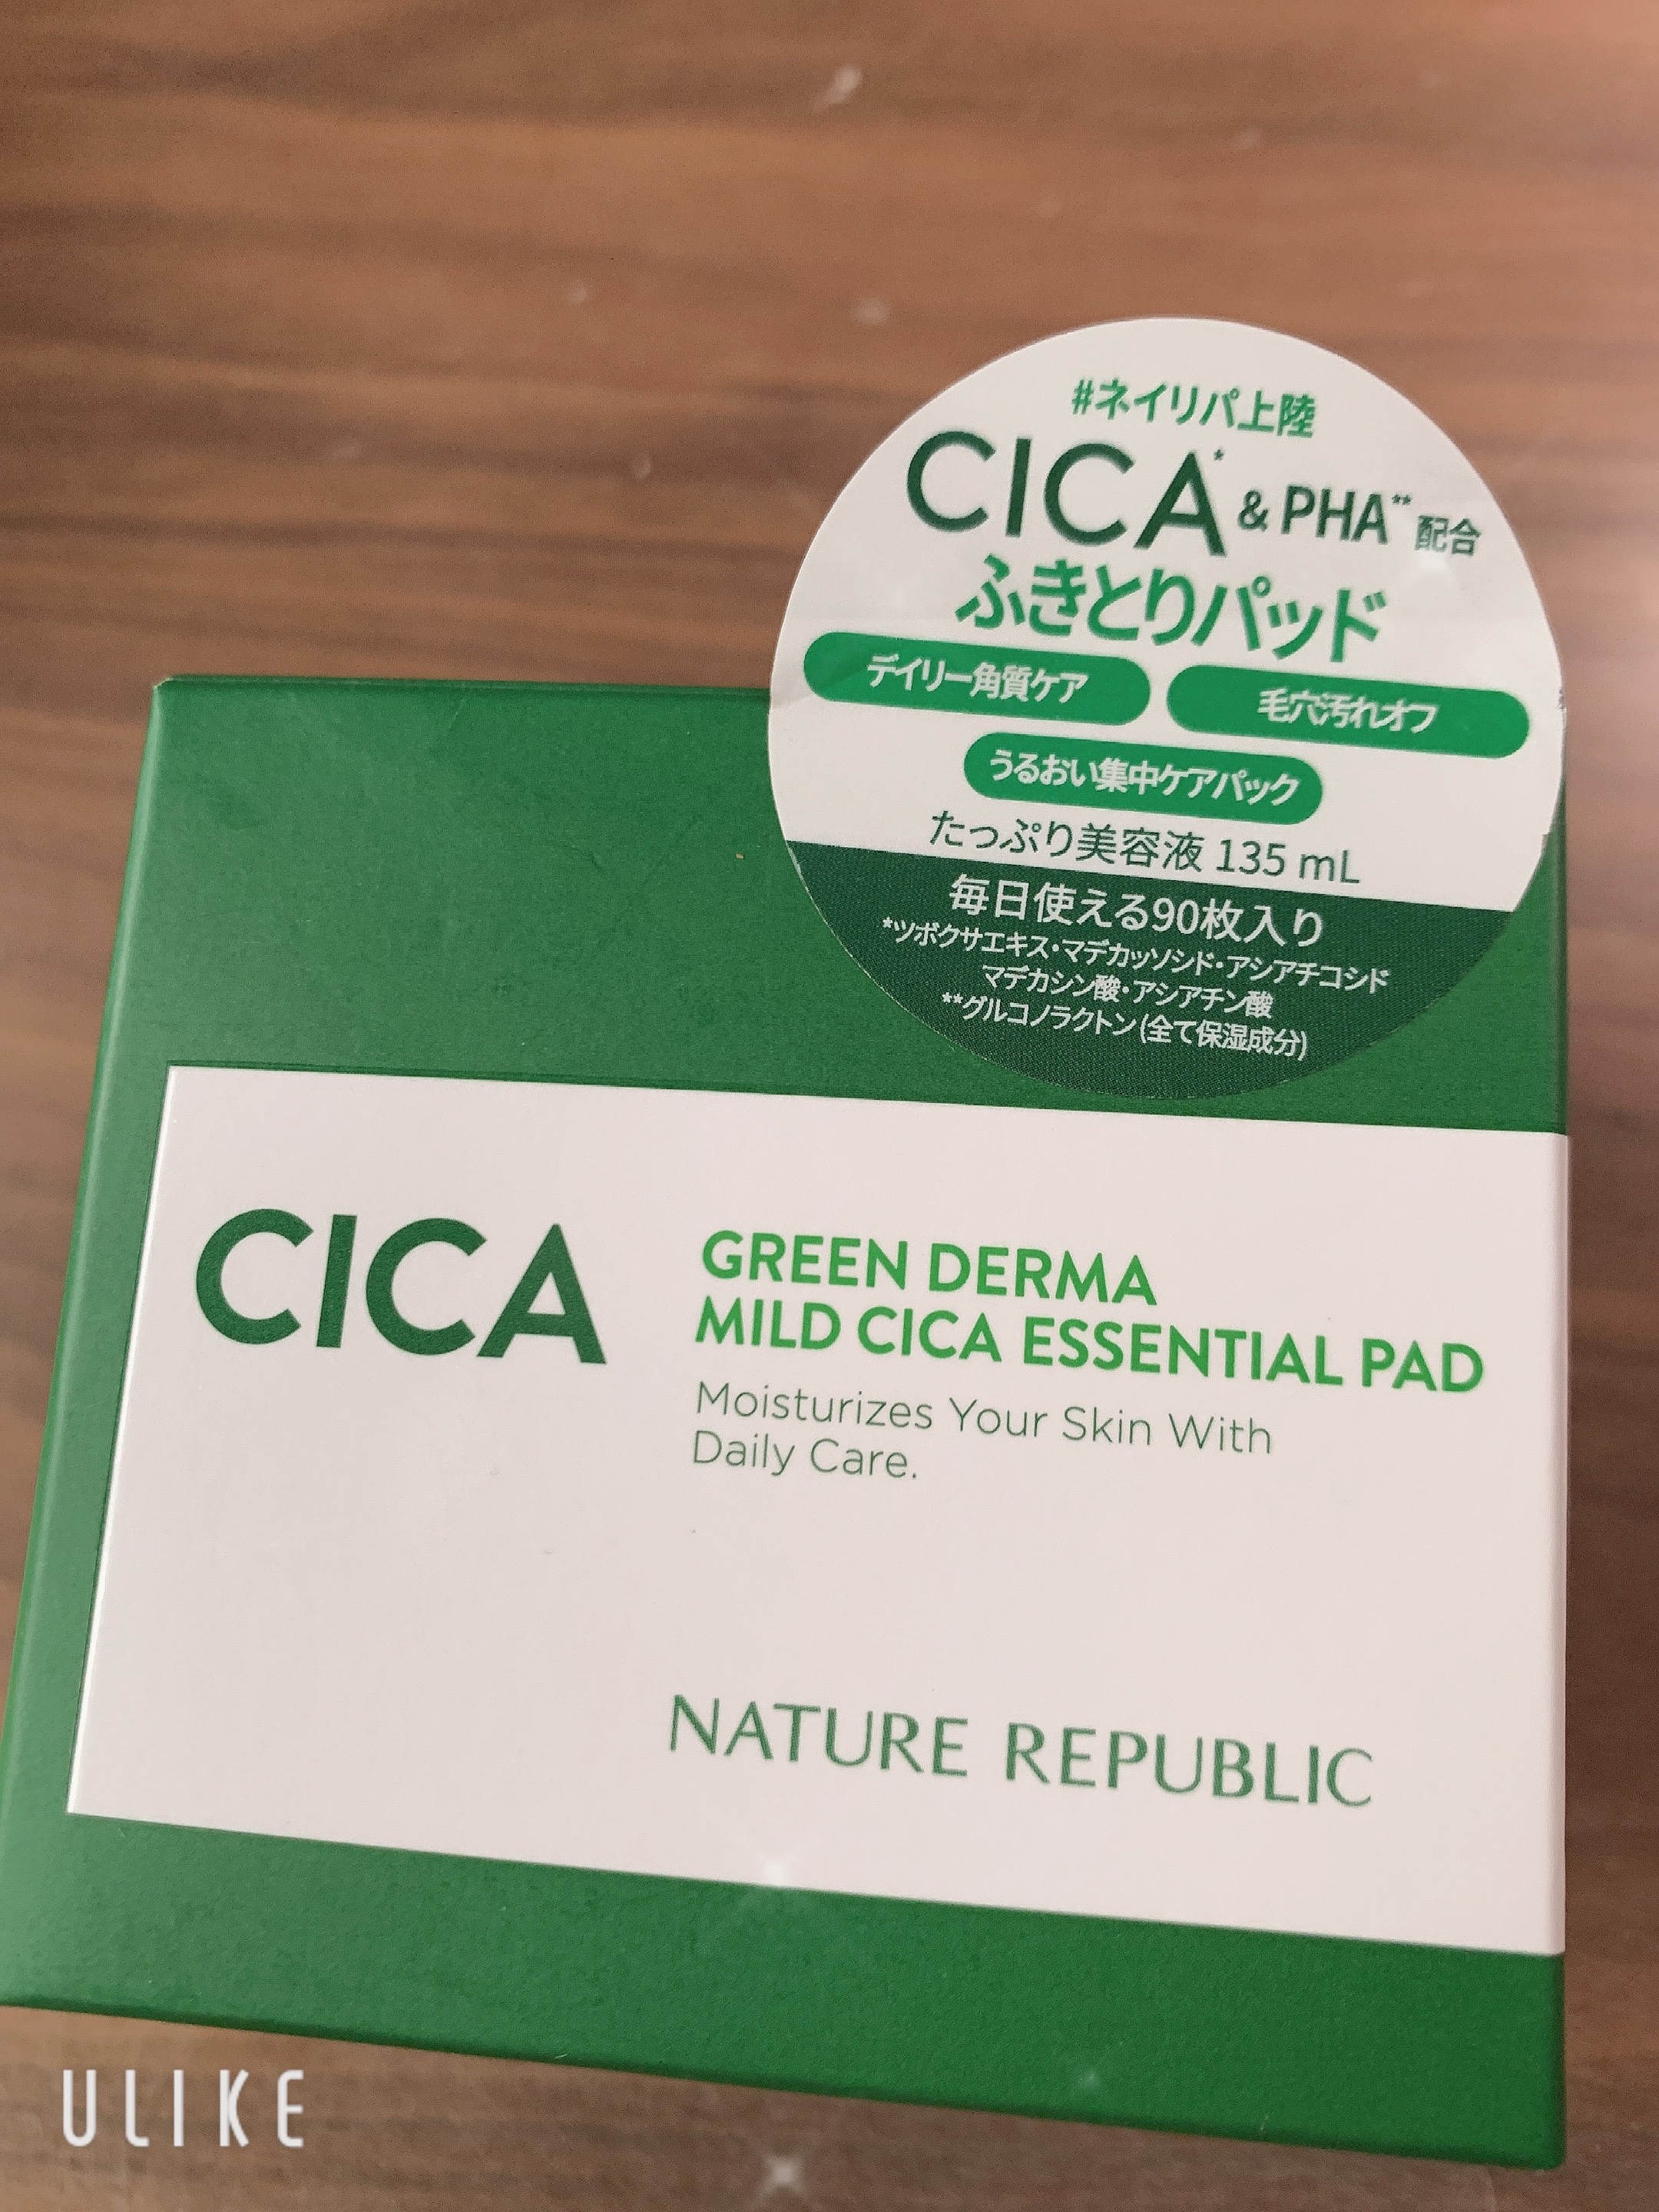 #ネイリパ上陸
CICA* & PHA** 配合
ふきとりパッド
デイリー角質ケア 毛穴汚れオフ
うるおい集中ケアパック
たっぷり美容液 135 mL
毎日使える90枚入り
*ツボクサエキス・マデカッソシド・アシアチコシド
マデカシン酸・アシアチン酸
**グルコノラクトン(全て保湿成分)
CICA
GREEN DERMA
MILD CICA ESSENTIAL PAD
Moisturizes Your Skin With
Daily Care.
NATURE REPUBLIC
ULIKE